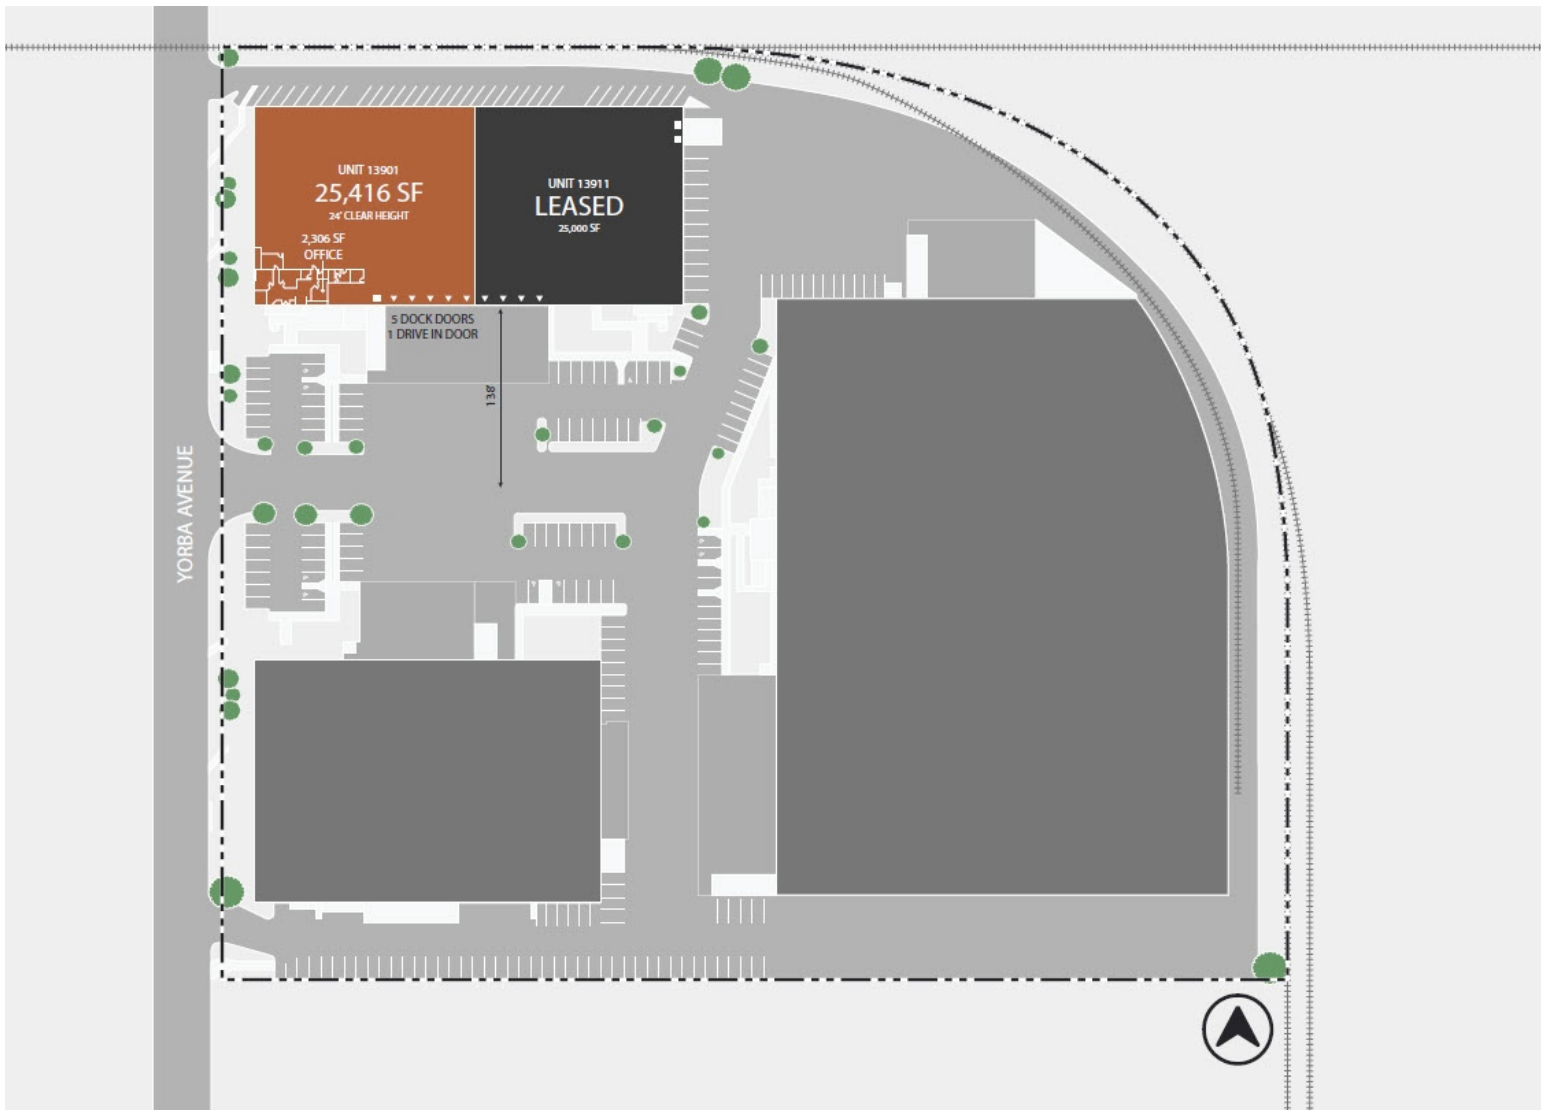 UNIT 13901
25,416 SF
24' CLEAR HEIGHT
2,306 SF
OFFICE
UNIT 13911
LEASED
25,000 SF
5 DOCK DOORS
1 DRIVE IN DOOR
138'
YORBA AVENUE